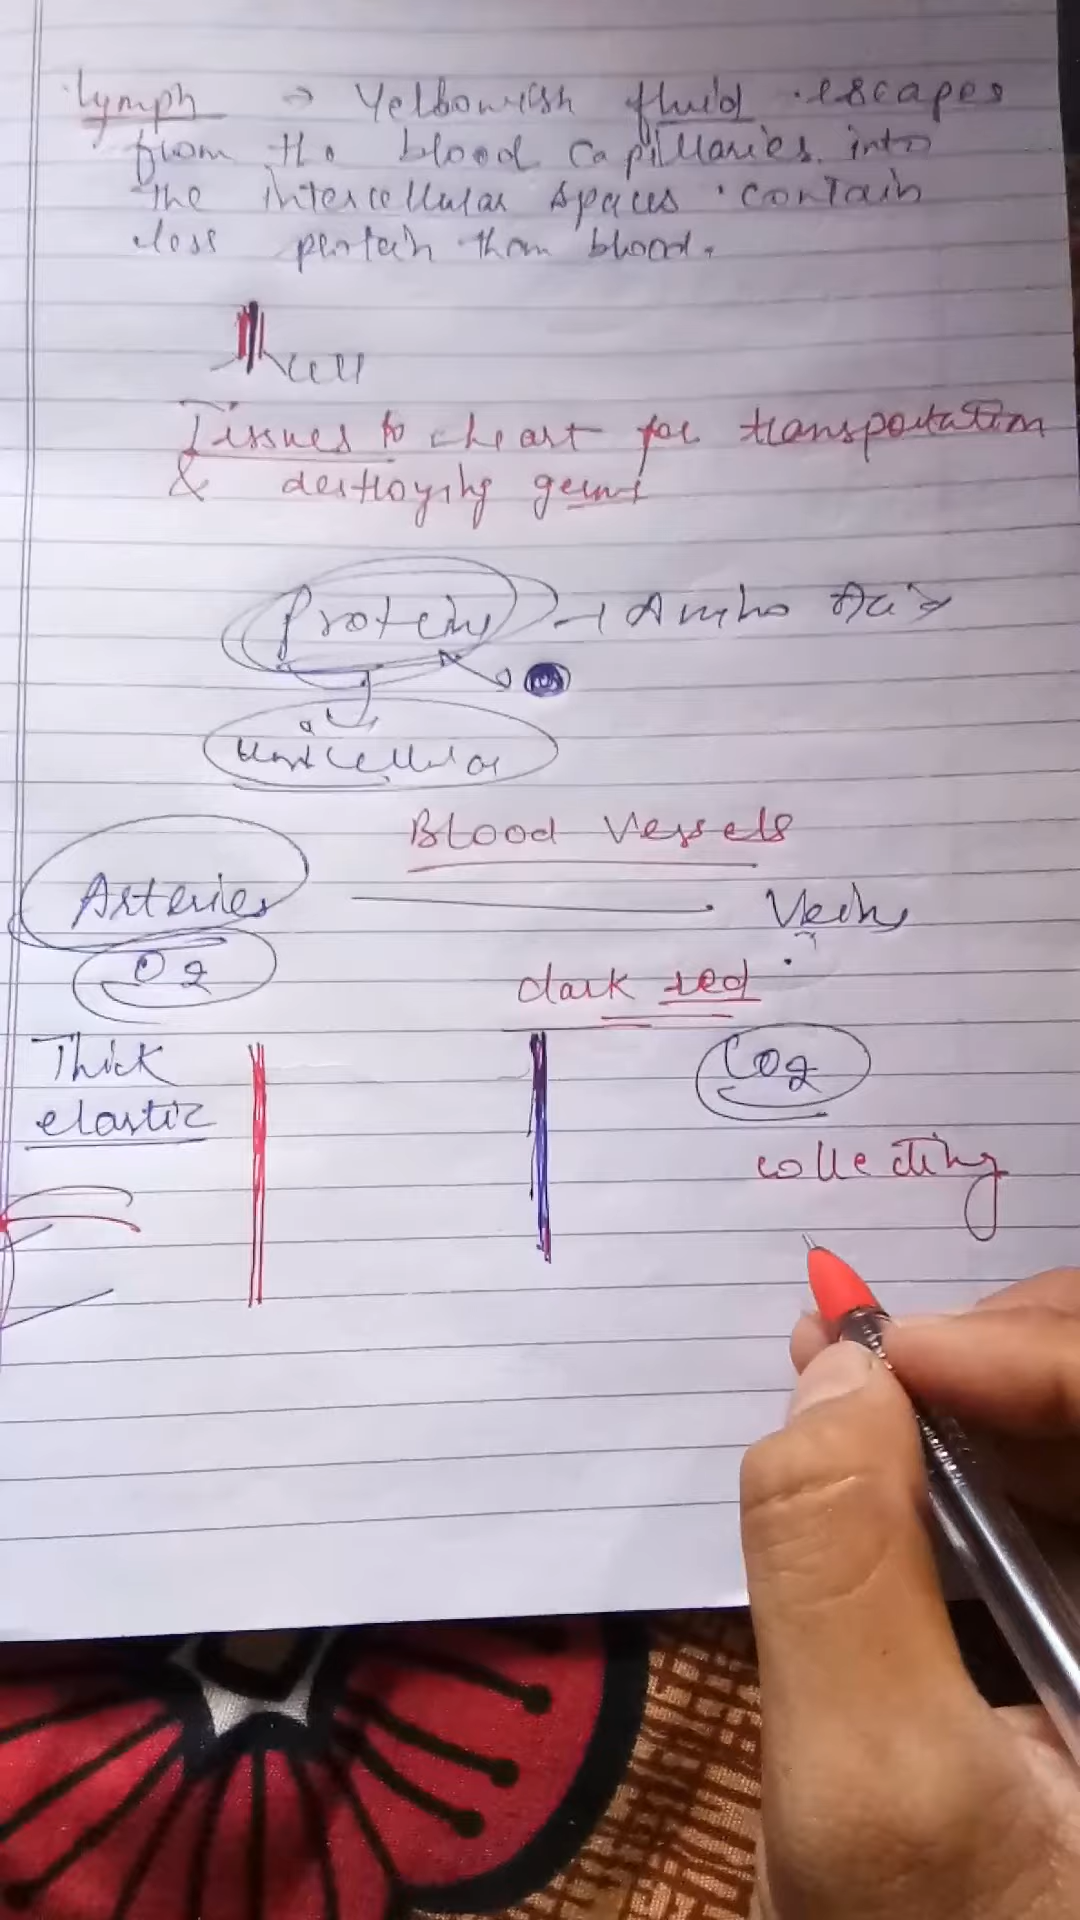 Lymph → Yellowish fluid escapes
from the blood capillaries into
the intercellular spaces. contain
less protein than blood.
cell
Tissues to heart for transportation
& destroying germs
Proteins → Amino Acid
Unicellular
Blood Vessels
Arteries Veins
O2
dark red
Thick CO2
elastic
collecting